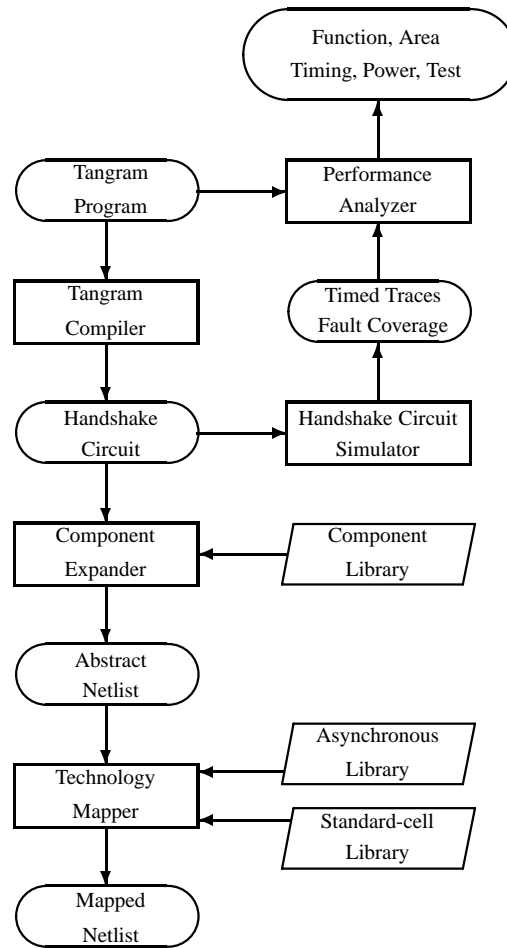 Function, Area
Timing, Power, Test
Tangram
Program
Performance
Analyzer
Tangram
Compiler
Timed Traces
Fault Coverage
Handshake
Circuit
Handshake Circuit
Simulator
Component
Expander
Component
Library
Abstract
Netlist
Asynchronous
Library
Technology
Mapper
Standard-cell
Library
Mapped
Netlist